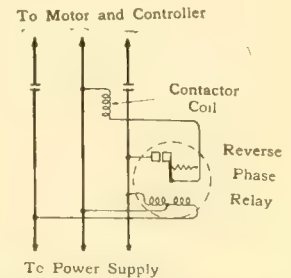 To Motor and Controller
Contactor
Coil
Reverse
Phase
Relay
To Power Supply